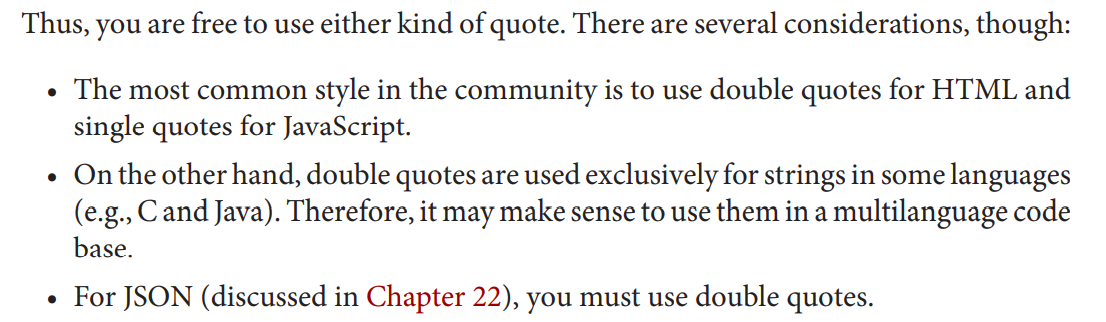 Thus, you are free to use either kind of quote. There are several considerations, though:
• The most common style in the community is to use double quotes for HTML and
single quotes for JavaScript.
• On the other hand, double quotes are used exclusively for strings in some languages
(e.g., C and Java). Therefore, it may make sense to use them in a multilanguage code
base.
• For JSON (discussed in Chapter 22), you must use double quotes.